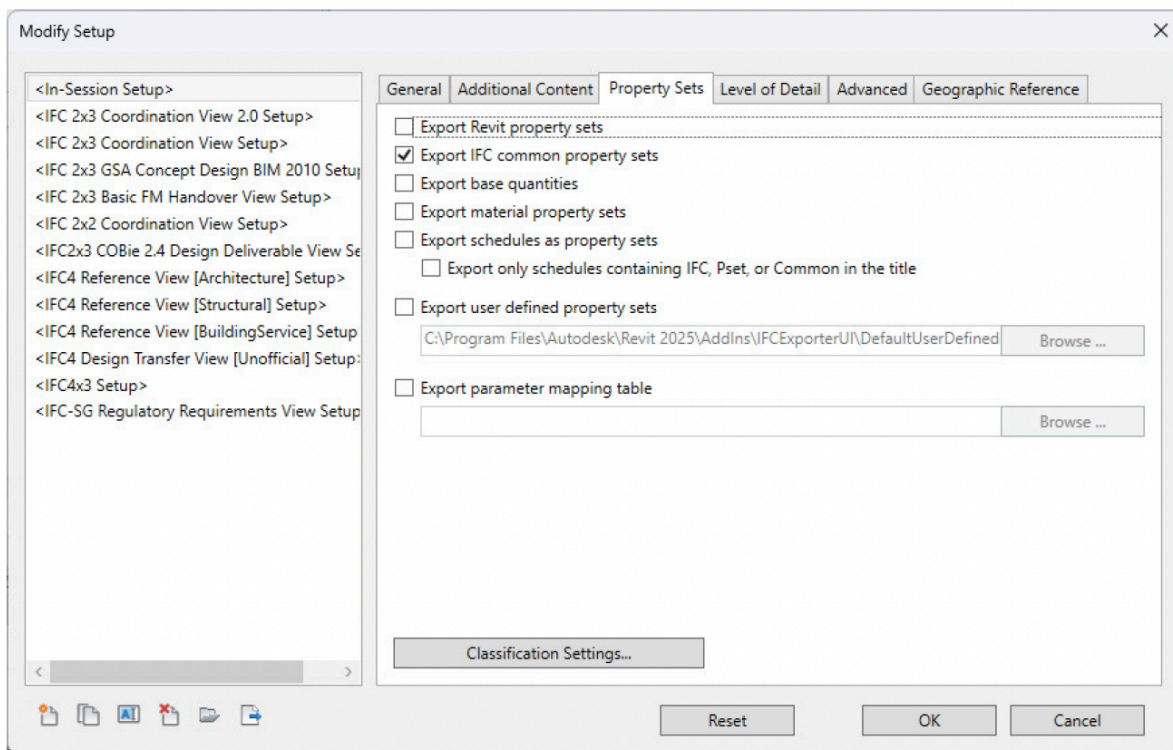 Modify Setup
<In-Session Setup>
<IFC 2x3 Coordination View 2.0 Setup>
<IFC 2x3 Coordination View Setup>
<IFC 2x3 GSA Concept Design BIM 2010 Setup
<IFC 2x3 Basic FM Handover View Setup>
<IFC 2x2 Coordination View Setup>
<IFC2x3 COBie 2.4 Design Deliverable View Se
<IFC4 Reference View [Architecture] Setup>
<IFC4 Reference View [Structural] Setup>
<IFC4 Reference View [BuildingService] Setup
<IFC4 Design Transfer View [Unofficial] Setup>
<IFC4x3 Setup>
<IFC-SG Regulatory Requirements View Setup
General Additional Content Property Sets Level of Detail Advanced Geographic Reference
Export Revit property sets
Export IFC common property sets
Export base quantities
Export material property sets
Export schedules as property sets
Export only schedules containing IFC, Pset, or Common in the title
Export user defined property sets
C:\Program Files\Autodesk\Revit 2025\AddIns\IFCExporterUI\DefaultUserDefined Browse ...
Export parameter mapping table
Browse ...
Classification Settings...
Reset OK Cancel